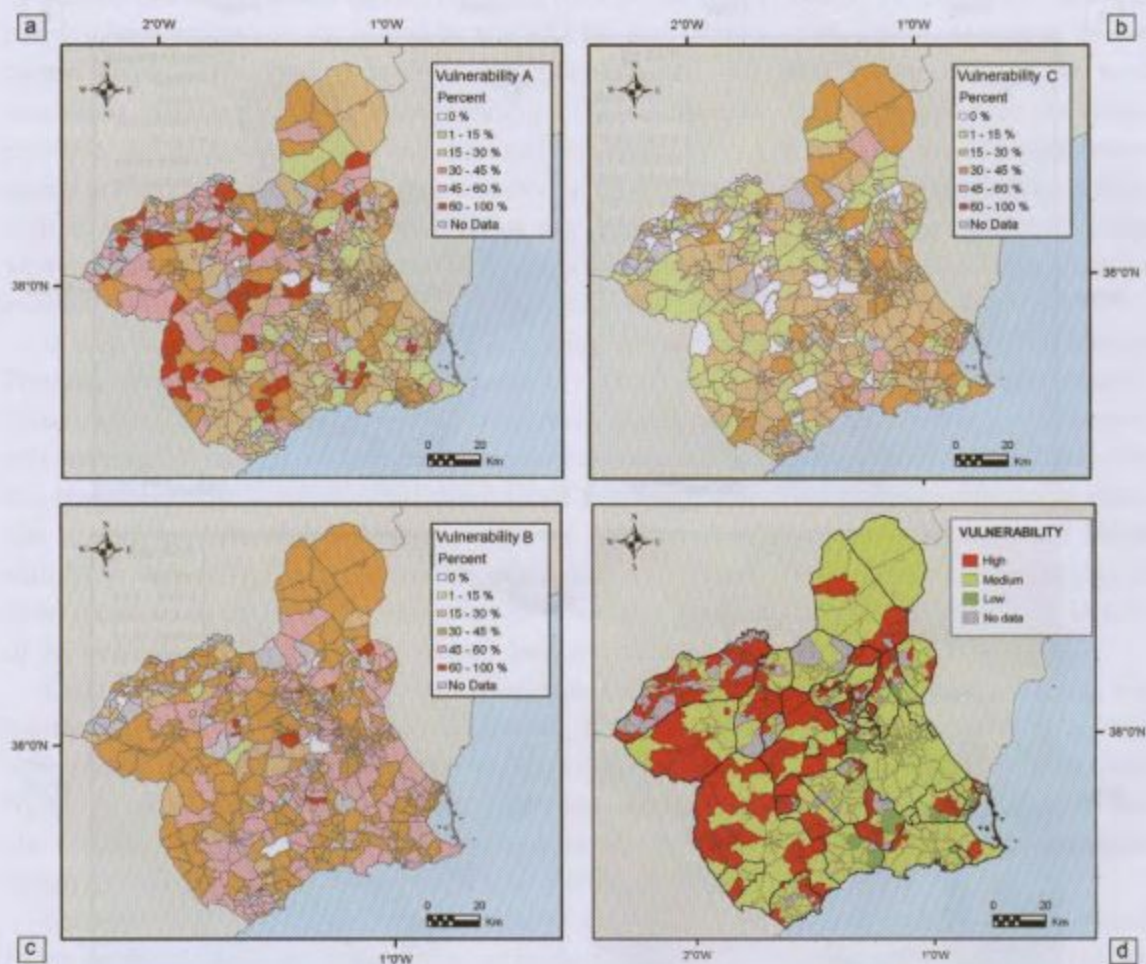 a
2°0'W
1°0'W
2°0'W
1°0'W
b
N
W
E
S
Vulnerability A
Percent
0 %
1 - 15 %
15 - 30 %
30 - 45 %
45 - 60 %
60 - 100 %
No Data
38°0'N
0
20
Km
N
W
E
S
Vulnerability C
Percent
0 %
1 - 15 %
15 - 30 %
30 - 45 %
45 - 60 %
60 - 100 %
No Data
38°0'N
0
20
Km
N
W
E
S
Vulnerability B
Percent
0 %
1 - 15 %
15 - 30 %
30 - 45 %
45 - 60 %
60 - 100 %
No Data
38°0'N
0
20
Km
N
W
E
S
VULNERABILITY
High
Medium
Low
No data
38°0'N
0
20
Km
c
1°0'W
2°0'W
1°0'W
d